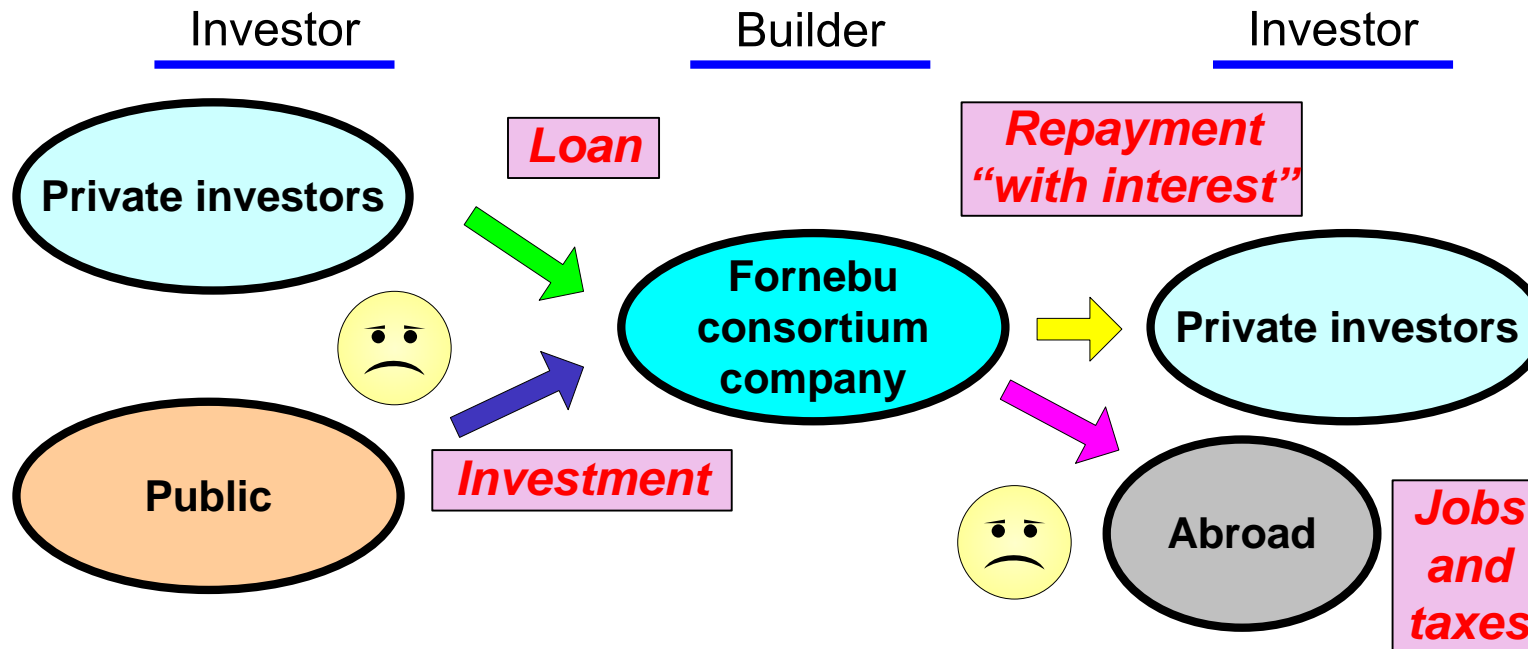 Investor
Builder
Investor
Private investors
Loan
Repayment
“with interest”
Fornebu
consortium
company
Private investors
Public
Investment
Abroad
Jobs
and
taxes